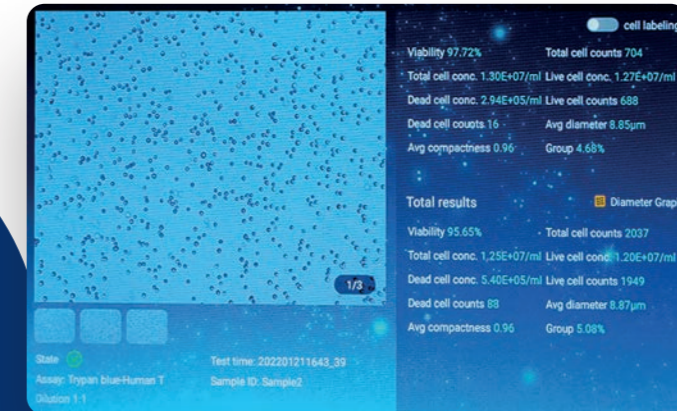 cell labeling
Viability 97.72% Total cell counts 704
Total cell conc. 1.30E+07/ml Live cell conc. 1.27E+07/ml
Dead cell conc. 2.94E+05/ml Live cell counts 688
Dead cell counts 16 Avg diameter 8.85μm
Avg compactness 0.96 Group 4.68%
Total results Diameter Grap
Viability 95.65% Total cell counts 2037
Total cell conc. 1.25E+07/ml Live cell conc. 1.20E+07/ml
Dead cell conc. 5.40E+05/ml Live cell counts 1949
Dead cell counts 88 Avg diameter 8.87μm
Avg compactness 0.96 Group 5.08%
1/3
State
Test time: 202201211643_39
Assay: Trypan blue-Human T Sample ID: Sample2
Dilution 1:1